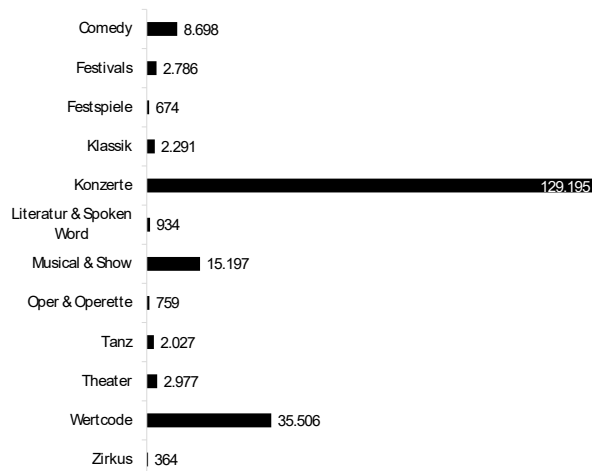 Comedy 8.698
Festivals 2.786
Festspiele 674
Klassik 2.291
Konzerte 129.195
Literatur & Spoken
Word 934
Musical & Show 15.197
Oper & Operette 759
Tanz 2.027
Theater 2.977
Wertcode 35.506
Zirkus 364